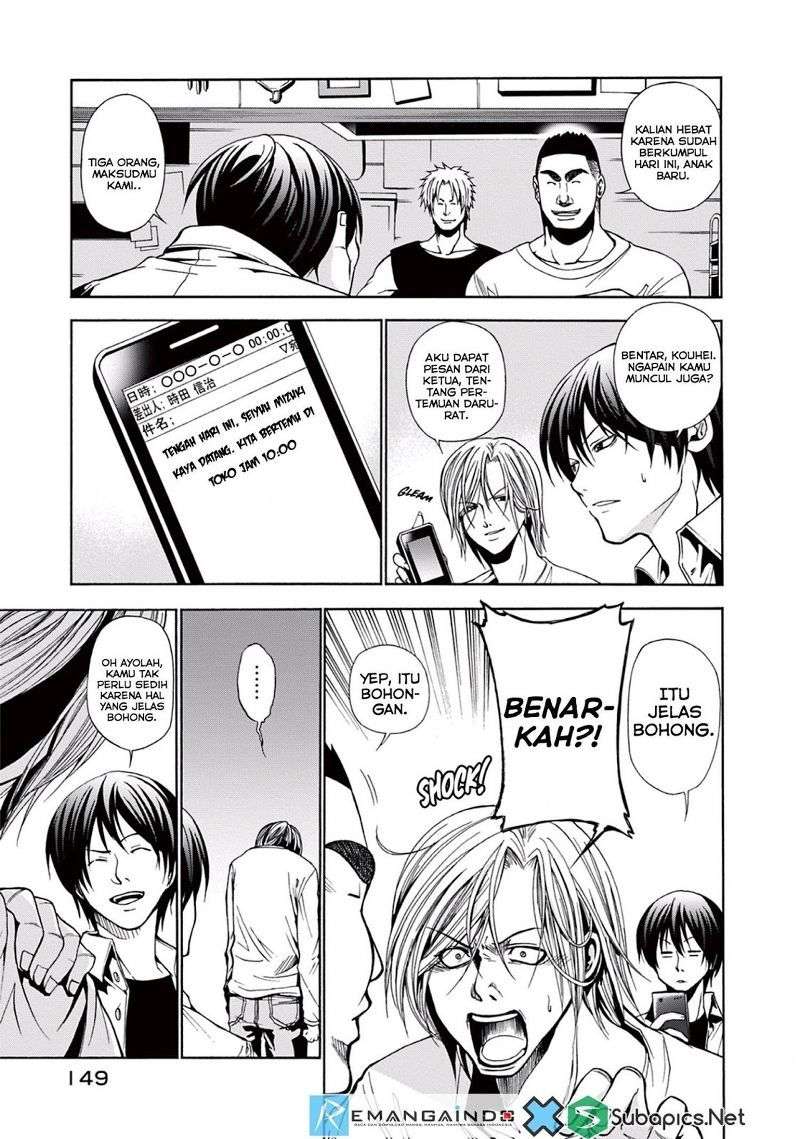 KALIAN HEBAT
KARENA SUDAH
BERKUMPUL
HARI INI, ANAK
BARU.
TIGA ORANG,
MAKSUDMU
KAMI..
BENTAR, KOUHEI.
NGAPAIN KAMU
MUNCUL JUGA?
AKU DAPAT
PESAN DARI
KETUA, TEN-
TANG PER-
TEMUAN DARU-
RAT.
GLEAM
日時: 〇〇〇-〇-〇 00:00:0
差出人: 時田 信治
▽宛
件名:
TENGAH HARI INI, SEIYUU MIZUKI
KAYA DATANG. KITA BERTEMU DI
TOKO JAM 10:00
ITU
JELAS
BOHONG.
BENAR-
KAH?!
YEP, ITU
BOHON-
GAN.
SHOCK!
......
OH AYOLAH,
KAMU TAK
PERLU SEDIH
KARENA HAL
YANG JELAS
BOHONG.
149
REMANGAINDO
Subapics.Net